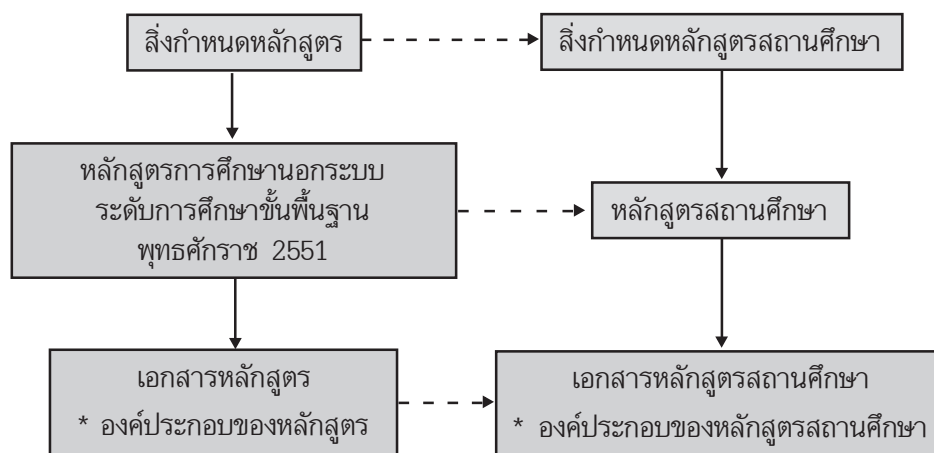 สิ่งกำหนดหลักสูตร
สิ่งกำหนดหลักสูตรสถานศึกษา
หลักสูตรการศึกษานอกระบบ
ระดับการศึกษาขั้นพื้นฐาน
พุทธศักราช 2551
หลักสูตรสถานศึกษา
เอกสารหลักสูตร
* องค์ประกอบของหลักสูตร
เอกสารหลักสูตรสถานศึกษา
* องค์ประกอบของหลักสูตรสถานศึกษา